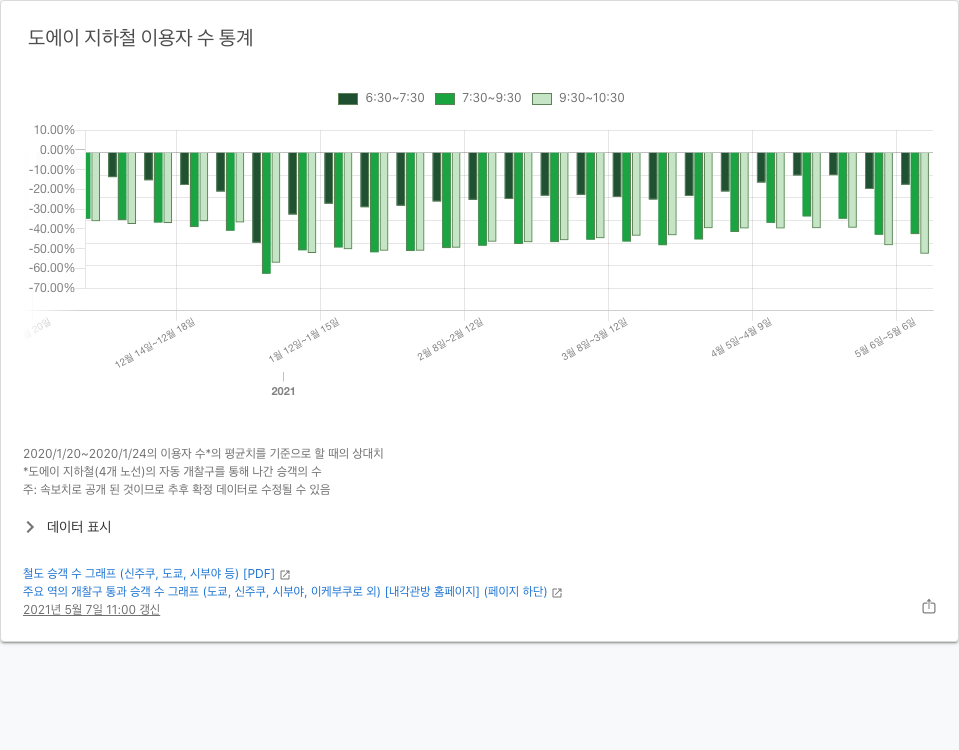 도에이 지하철 이용자 수 통계
6:30~7:30 7:30~9:30 9:30~10:30
10.00%
0.00%
-10.00%
-20.00%
-30.00%
-40.00%
-50.00%
-60.00%
-70.00%
20일
12월 14일~12월 18일
1월 12일~1월 15일
2월 8일~2월 12일
3월 8일~3월 12일
4월 5일~4월 9일
5월 6일~5월 6일
2021
2020/1/20~2020/1/24의 이용자 수*의 평균치를 기준으로 할 때의 상대치
*도에이 지하철(4개 노선)의 자동 개찰구를 통해 나간 승객의 수
주: 속보치로 공개 된 것이므로 추후 확정 데이터로 수정될 수 있음
데이터 표시
철도 승객 수 그래프 (신주쿠, 도쿄, 시부야 등) [PDF]
주요 역의 개찰구 통과 승객 수 그래프 (도쿄, 신주쿠, 시부야, 이케부쿠로 외) [내각관방 홈페이지] (페이지 하단)
2021년 5월 7일 11:00 갱신